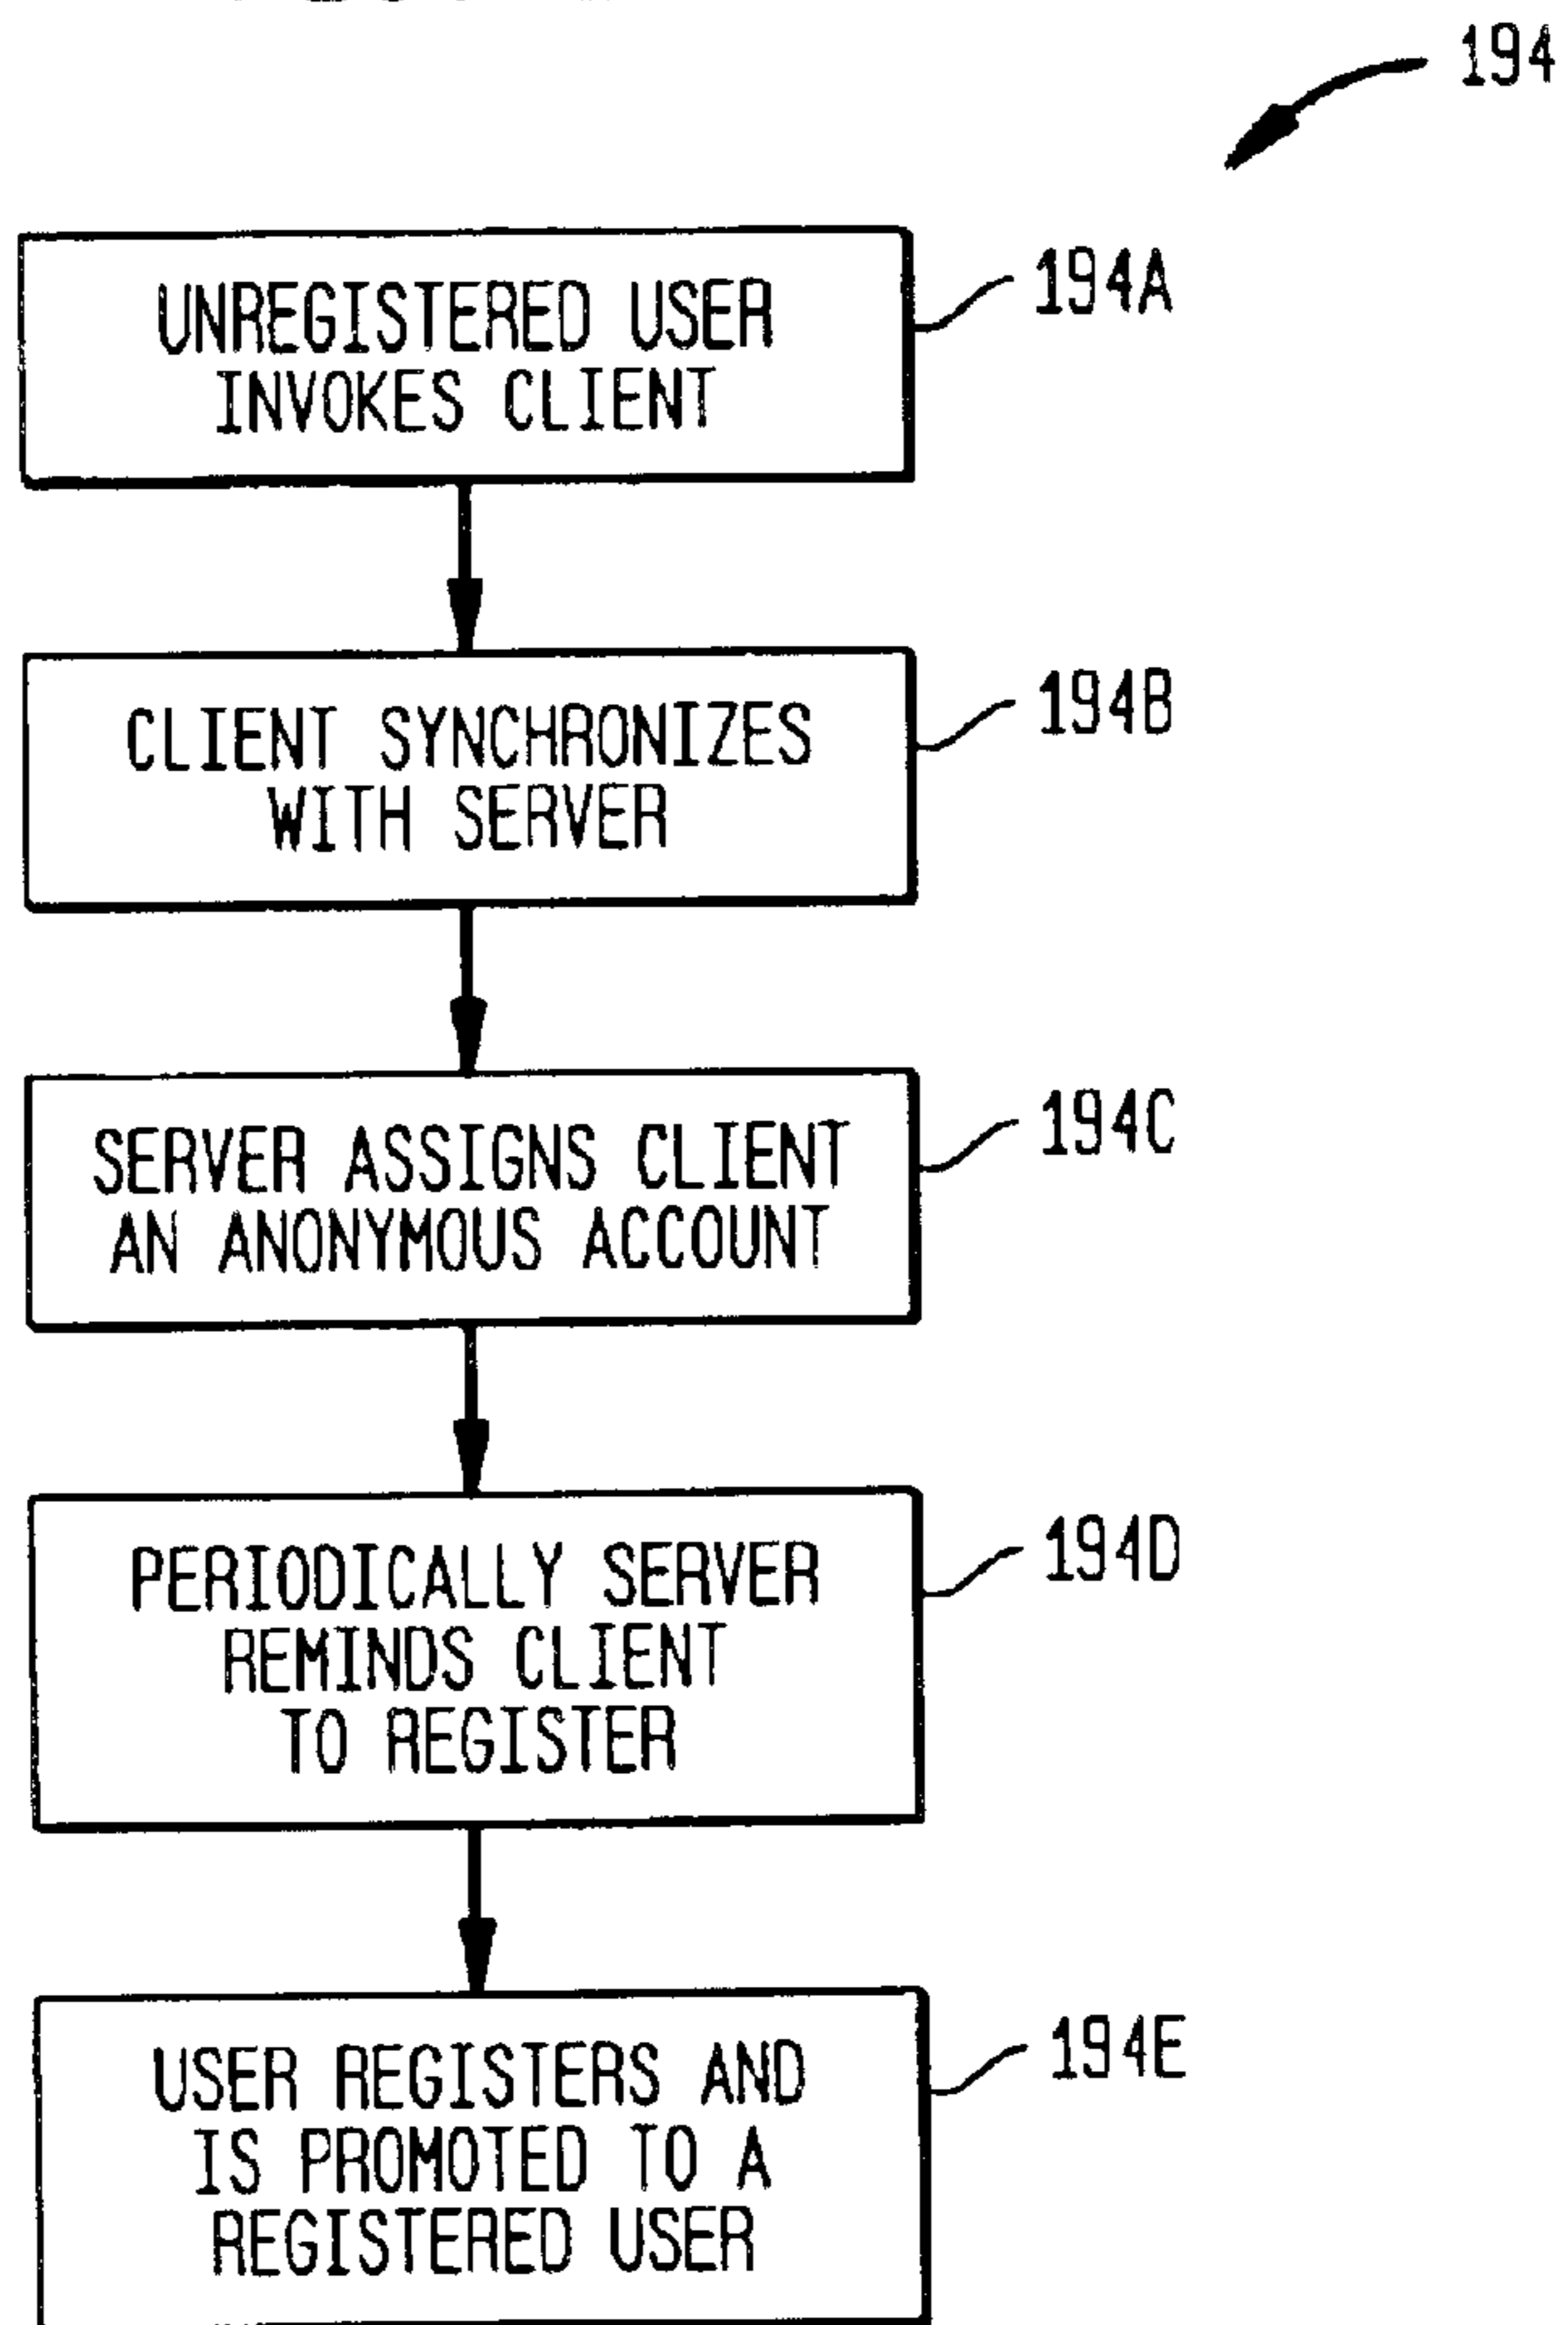 194
UNREGISTERED USER
INVOKES CLIENT
194A
CLIENT SYNCHRONIZES
WITH SERVER
194B
SERVER ASSIGNS CLIENT
AN ANONYMOUS ACCOUNT
194C
PERIODICALLY SERVER
REMINDS CLIENT
TO REGISTER
194D
USER REGISTERS AND
IS PROMOTED TO A
REGISTERED USER
194E